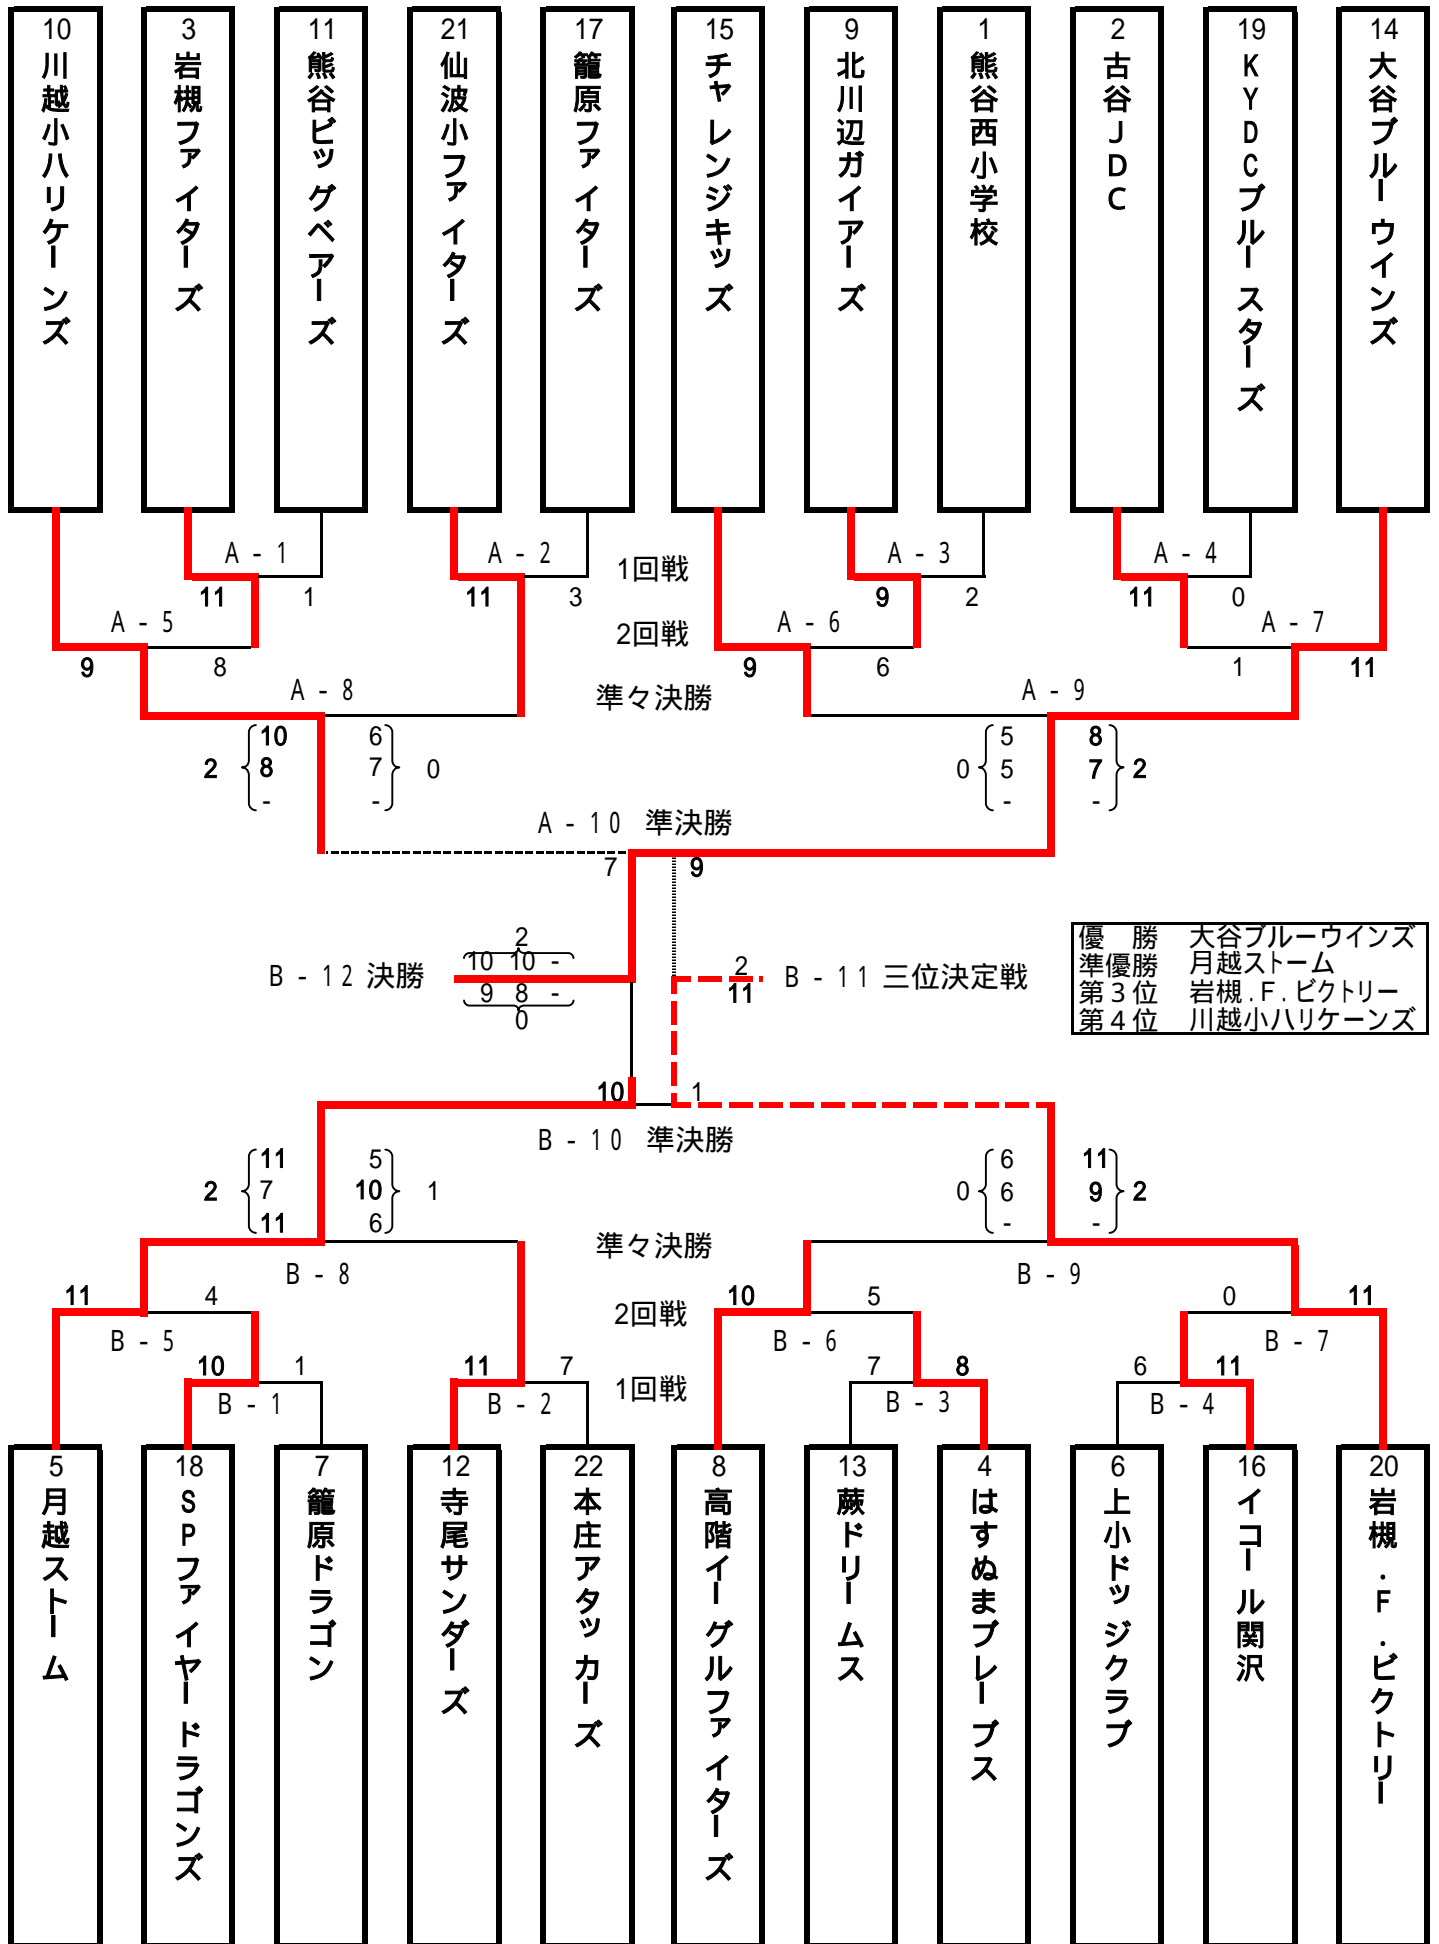 10 3 11 21 17 15 9 1 2 19 14
川越小ハリケーンズ
岩槻ファイターズ
熊谷ビッグベアーズ
仙波小ファイターズ
籠原ファイターズ
チャレンジキッズ
北川辺ガイアーズ
熊谷西小学校
古谷JDC
KYDCブルースターズ
大谷ブルーウインズ
A-1 A-2 1回戦 A-3 A-4
11 1 11 3 9 2 11 0
A-5 2回戦 A-6 A-7
9 8 9 6 1 11
A-8 準々決勝 A-9
10 6 5 8
2 8 7 0 0 5 7 2
- - - -
A-10 準決勝
7 9
2
10 10 -
B-12 決勝
9 8 -
0
2
11
B-11 三位決定戦
優 勝 大谷ブルーウインズ
準優勝 月越ストーム
第3位 岩槻.F.ビクトリー
第4位 川越小ハリケーンズ
10 1
B-10 準決勝
11 5 6 11
2 7 10 1 0 6 9 2
11 6 - -
準々決勝
B-8 B-9
11 4 2回戦 10 5 0 11
B-5 B-6 B-7
10 1 11 7 1回戦 7 8 6 11
B-1 B-2 B-3 B-4
5 18 7 12 22 8 13 4 6 16 20
月越ストーム
SPファイヤードラゴンズ
籠原ドラゴン
寺尾サンダーズ
本庄アタッカーズ
高階イーグルファイターズ
蕨ドリームス
はすぬまブレーブス
上小ドッジクラブ
イコール関沢
岩槻.F.ビクトリー